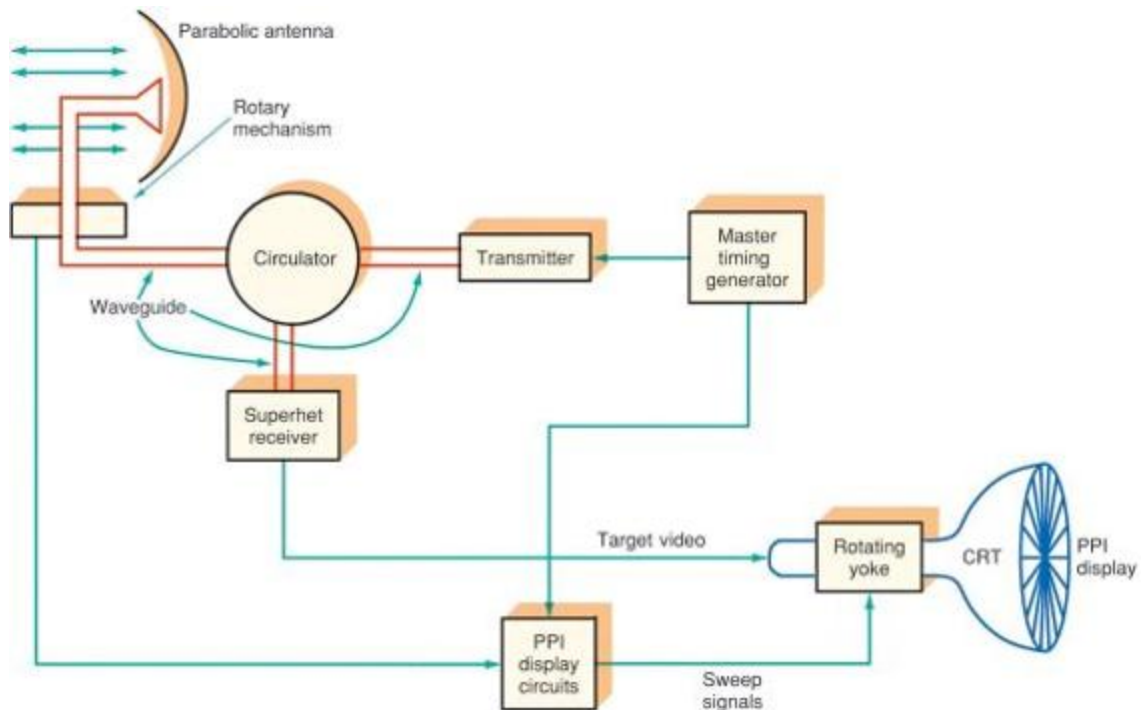 Parabolic antenna
Rotary
mechanism
Circulator
Transmitter
Master
timing
generator
Waveguide
Superhet
receiver
Target video
Rotating
yoke
CRT
PPI
display
PPI
display
circuits
Sweep
signals